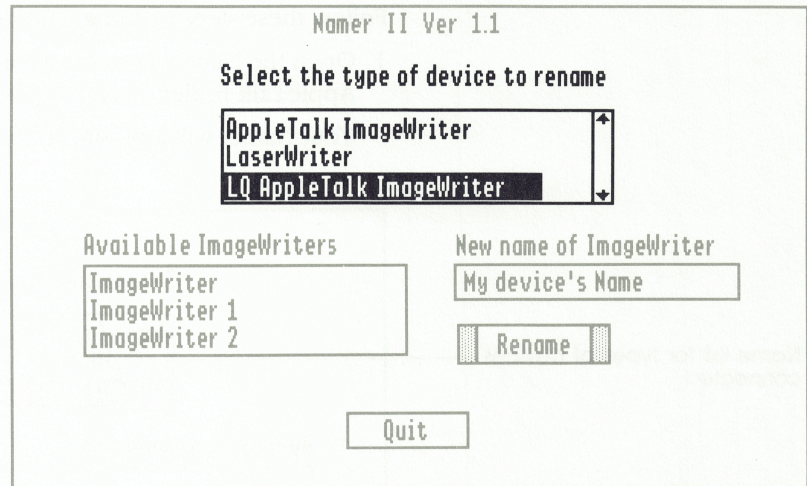 Namer II Ver 1.1
Select the type of device to rename
AppleTalk ImageWriter
LaserWriter
LQ AppleTalk ImageWriter
Available ImageWriters
ImageWriter
ImageWriter 1
ImageWriter 2
New name of ImageWriter
My device's Name
Rename
Quit